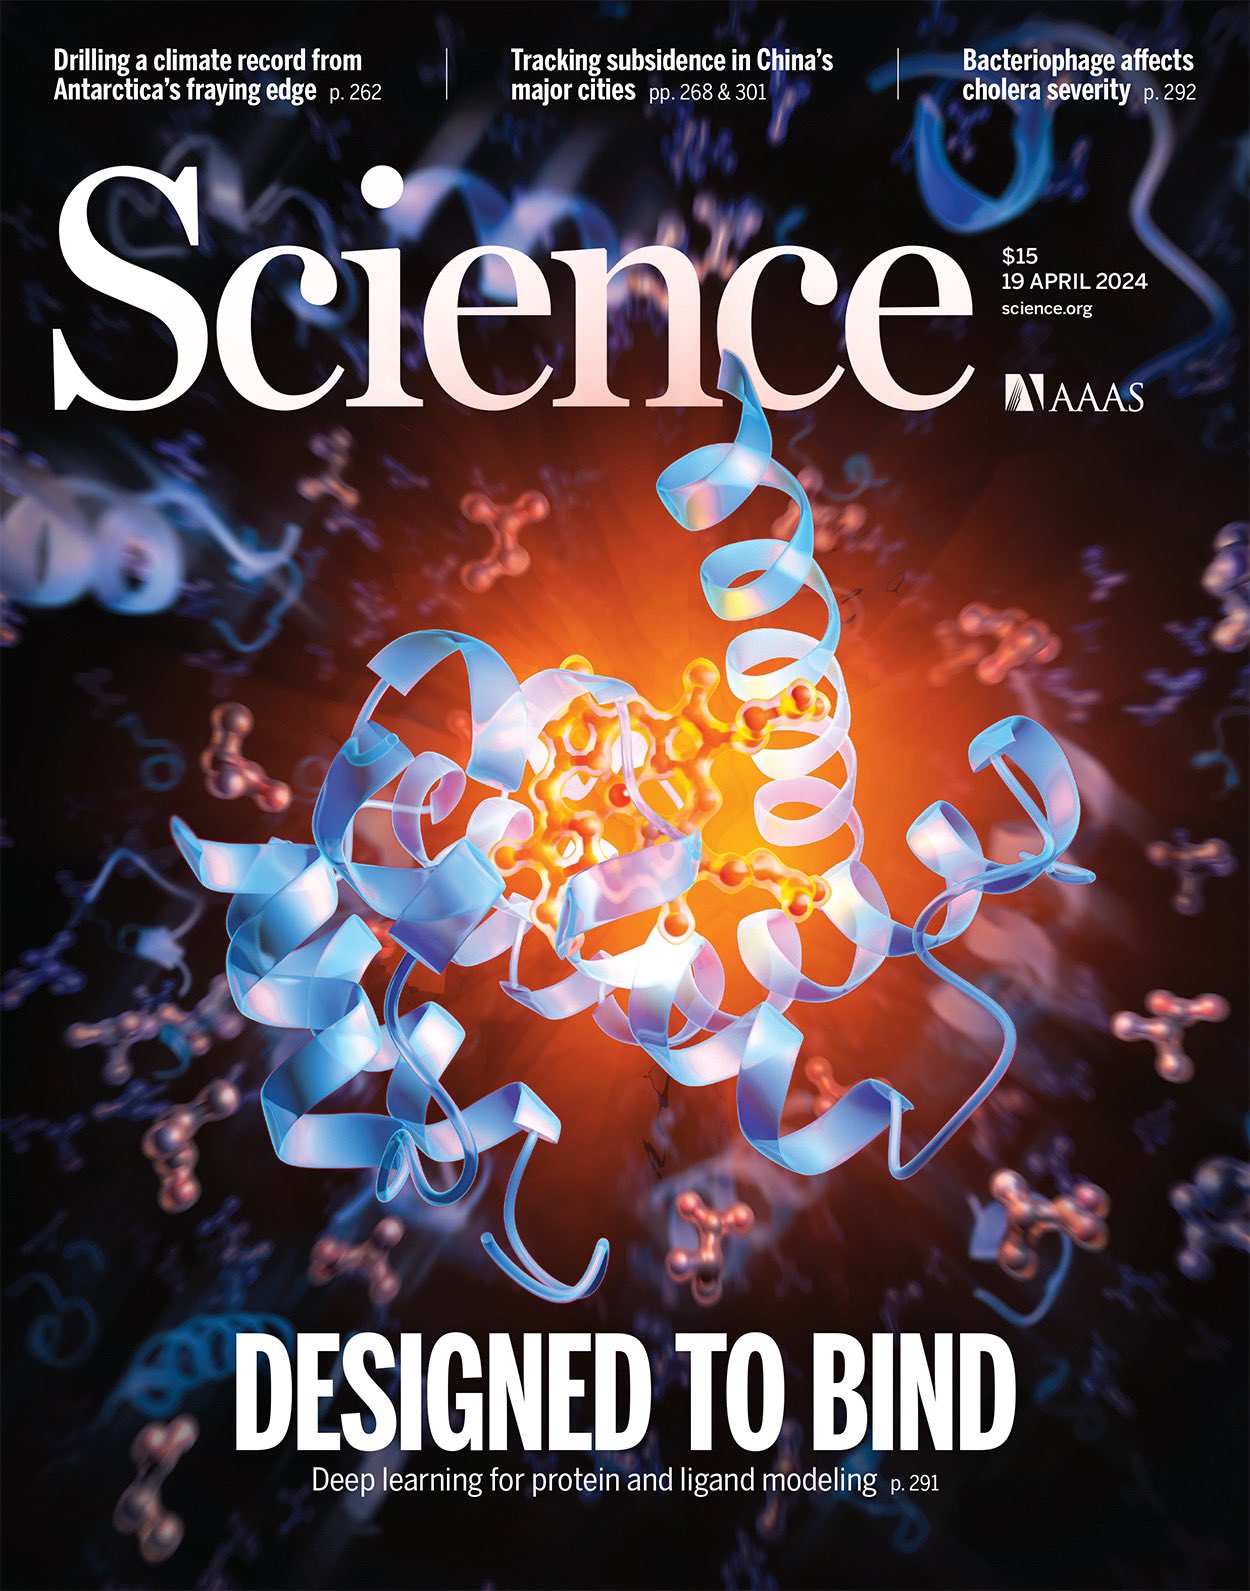 Drilling a climate record from
Antarctica's fraying edge p. 262
Tracking subsidence in China's
major cities pp. 268 & 301
Bacteriophage affects
cholera severity p. 292
Science
$15
19 APRIL 2024
science.org
AAAS
DESIGNED TO BIND
Deep learning for protein and ligand modeling p. 291